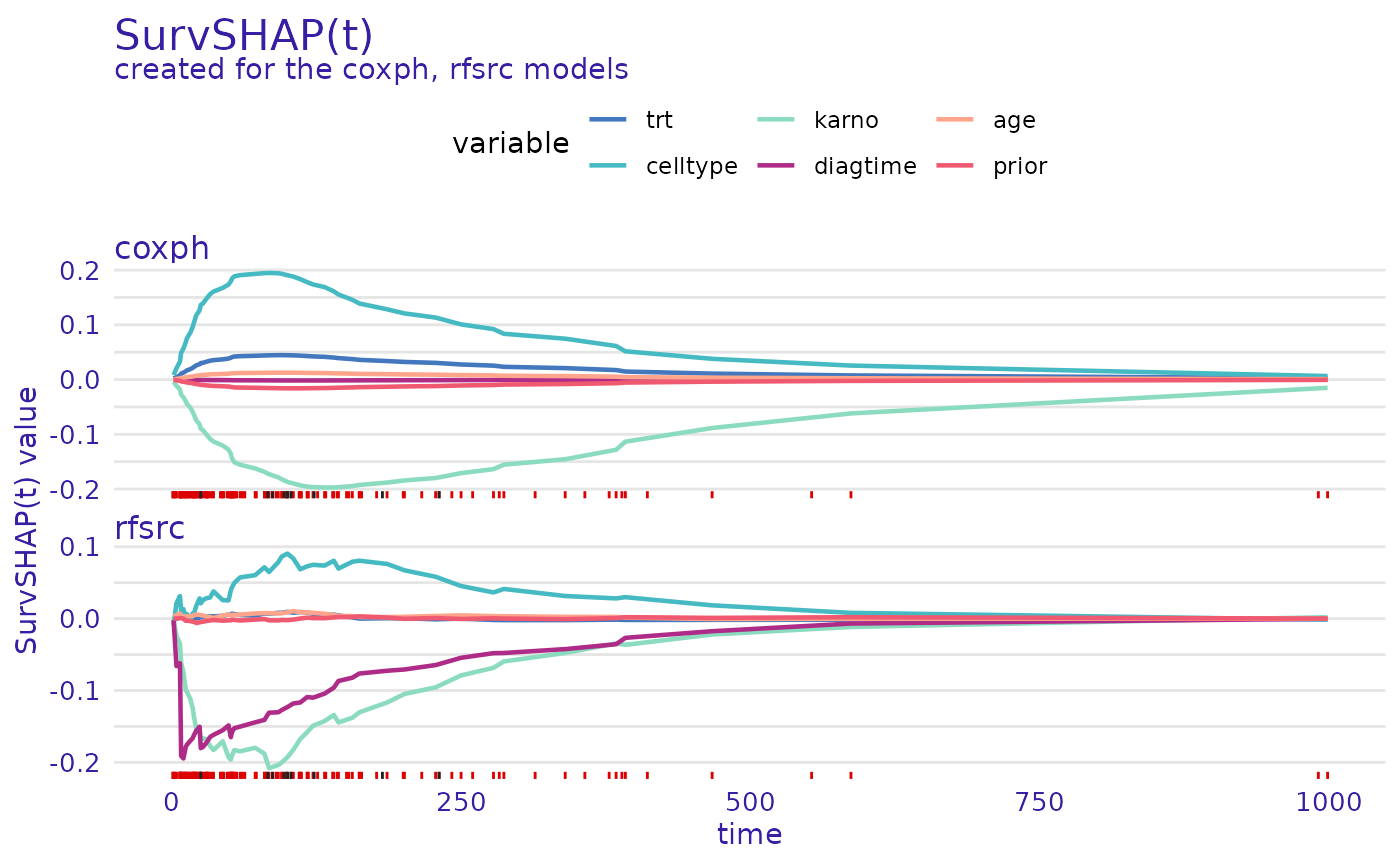 SurvSHAP(t)
created for the coxph, rfsrc models
variable
trt
karno
age
celltype
diagtime
prior
SurvSHAP(t) value
coxph
0.2
0.1
0.0
-0.1
-0.2
rfsrc
0.1
0.0
-0.1
-0.2
0
250
500
750
1000
time